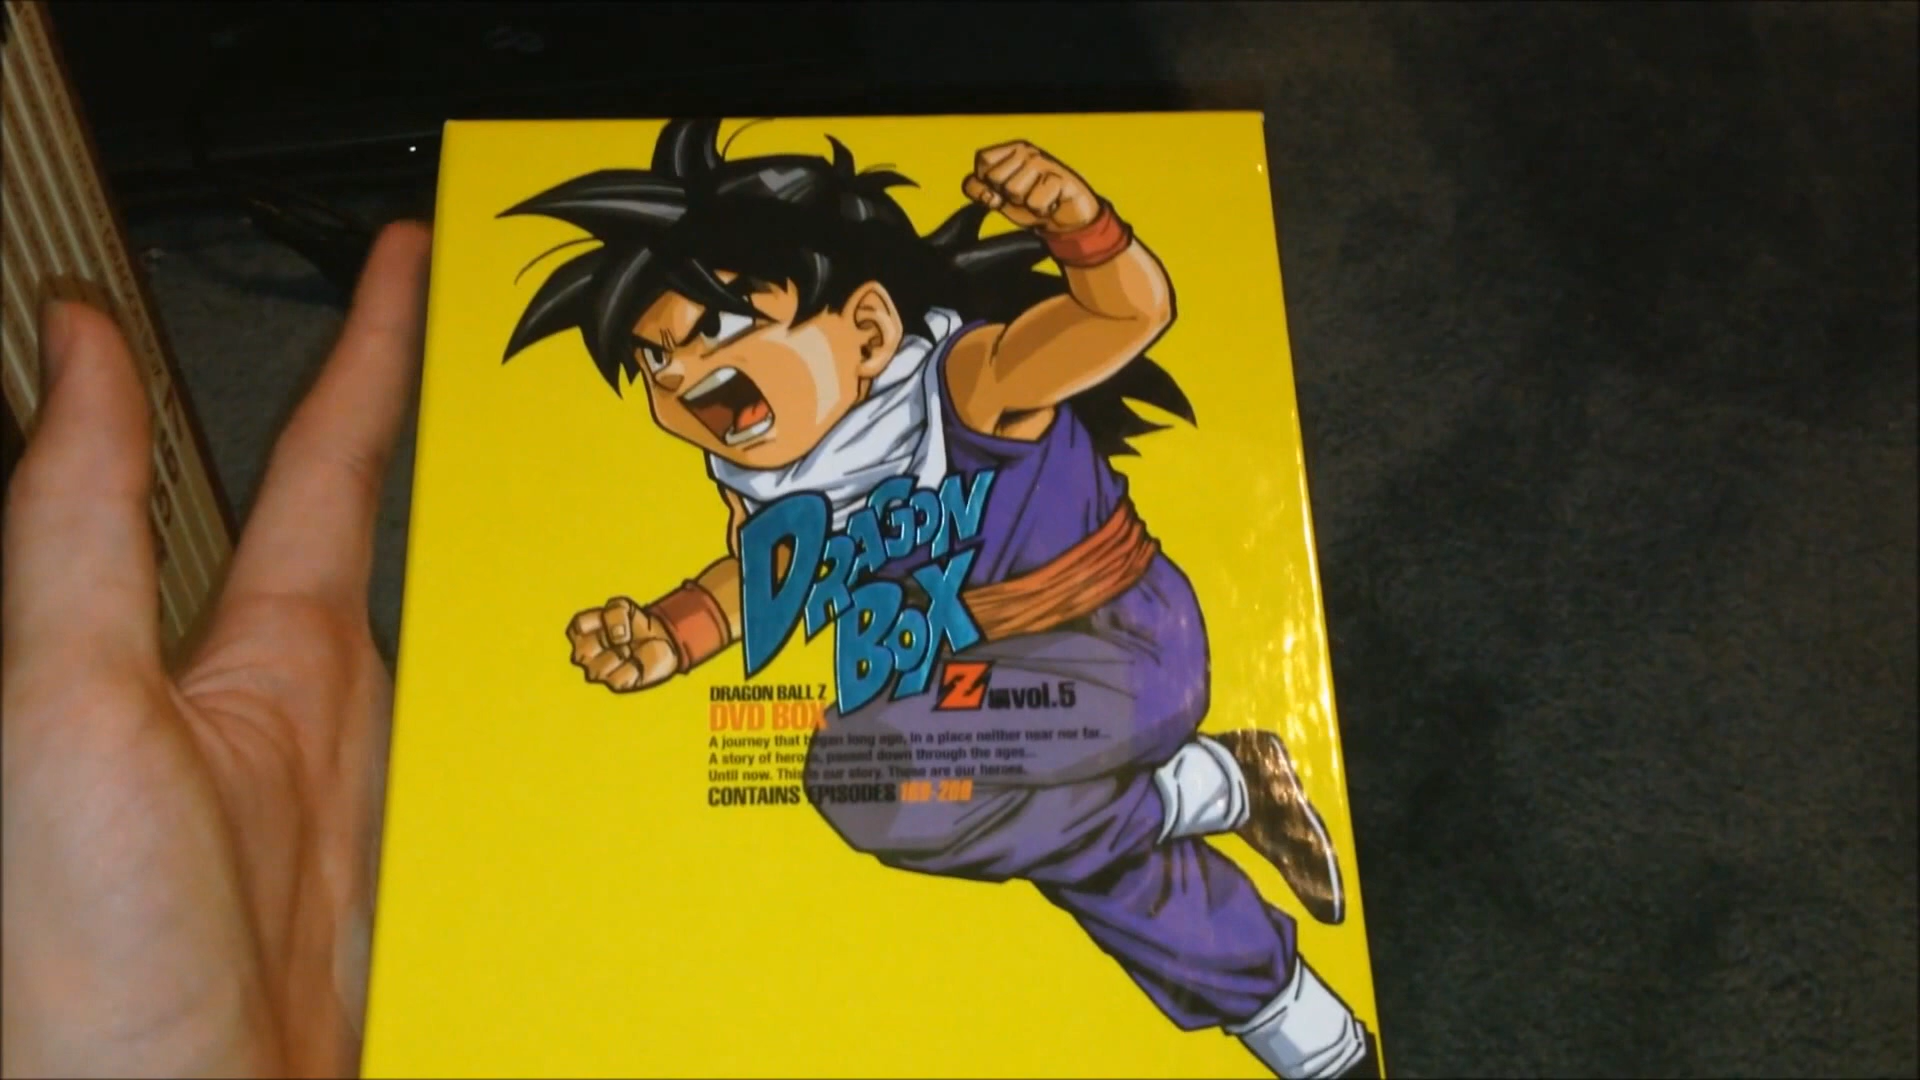 DRAGON
BOX
Z vol.5
DRAGON BALL Z
DVD BOX
A journey that began long ago, in a place neither near nor far...
A story of heroes, passed down through the ages...
Until now. This is our story. These are our heroes.
CONTAINS EPISODES